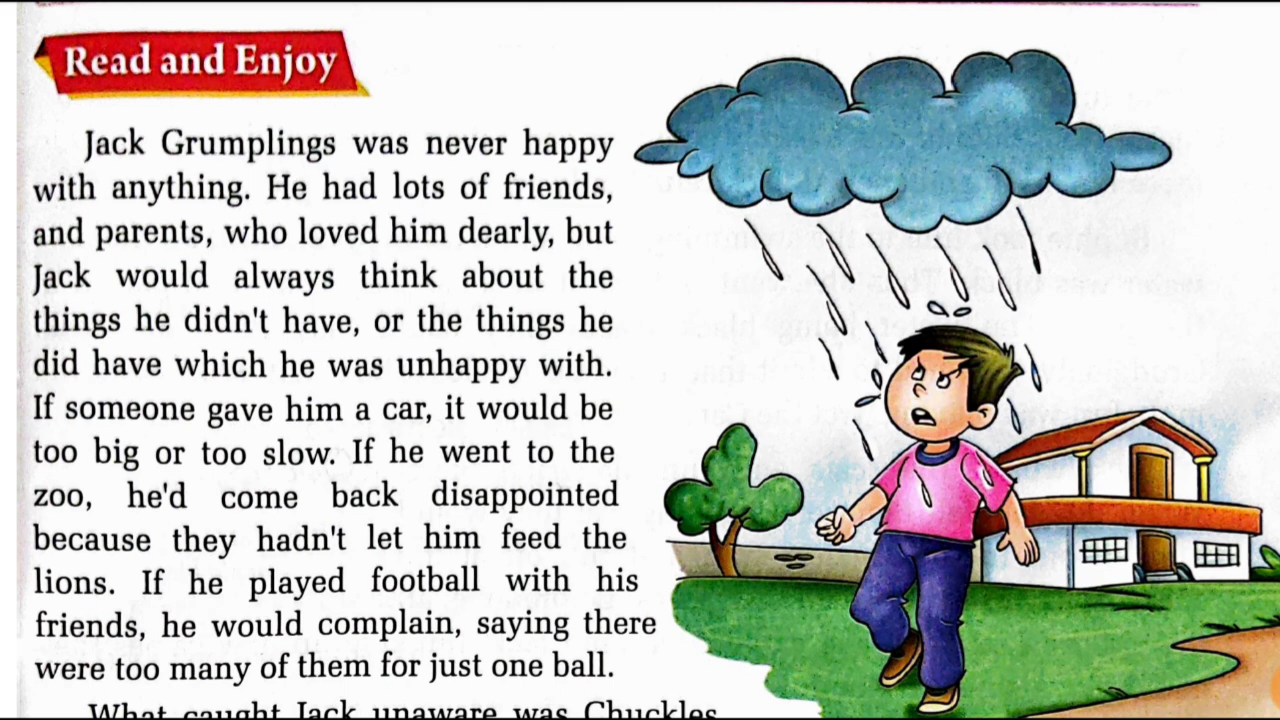 Read and Enjoy
Jack Grumplings was never happy
with anything. He had lots of friends,
and parents, who loved him dearly, but
Jack would always think about the
things he didn't have, or the things he
did have which he was unhappy with.
If someone gave him a car, it would be
too big or too slow. If he went to the
zoo, he'd come back disappointed
because they hadn't let him feed the
lions. If he played football with his
friends, he would complain, saying there
were too many of them for just one ball.
What caught Jack unaware was Chuckles